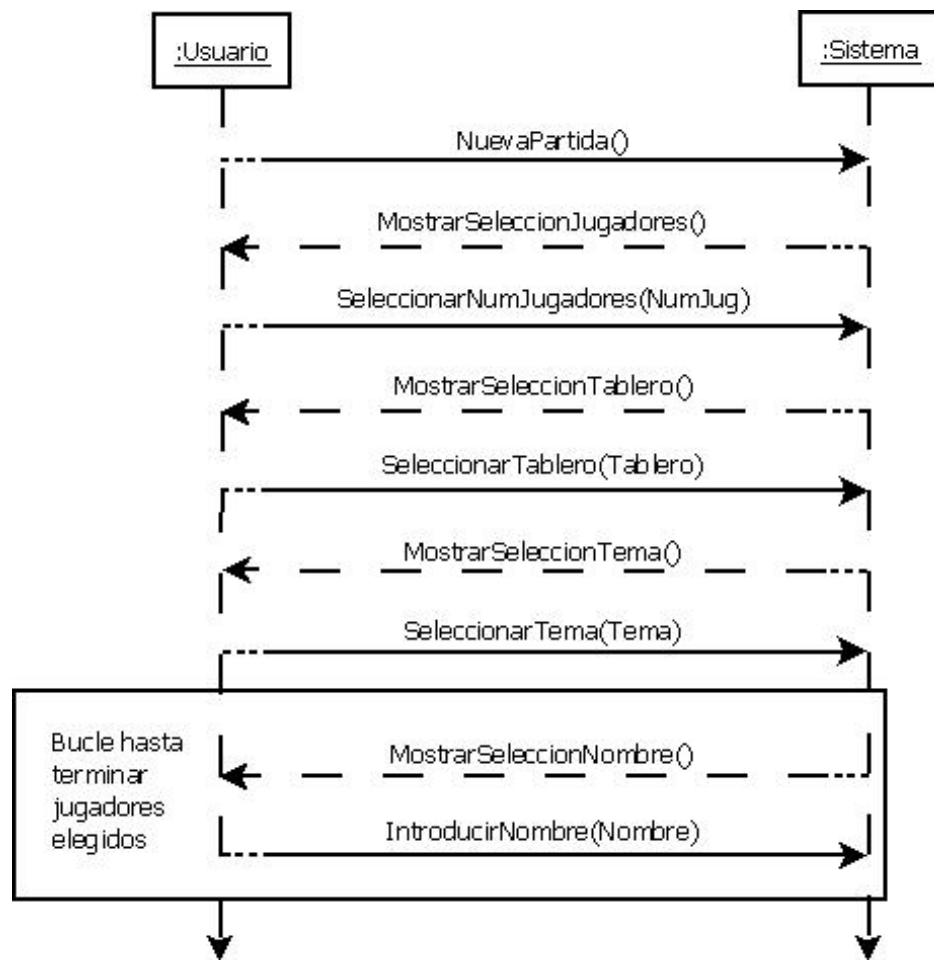 :Usuario
:Sistema
NuevaPartida()
MostrarSeleccionJugadores()
SeleccionarNumJugadores(NumJug)
MostrarSeleccionTablero()
SeleccionarTablero(Tablero)
MostrarSeleccionTema()
SeleccionarTema(Tema)
Bucle hasta
terminar
jugadores
elegidos
MostrarSeleccionNombre()
IntroducirNombre(Nombre)